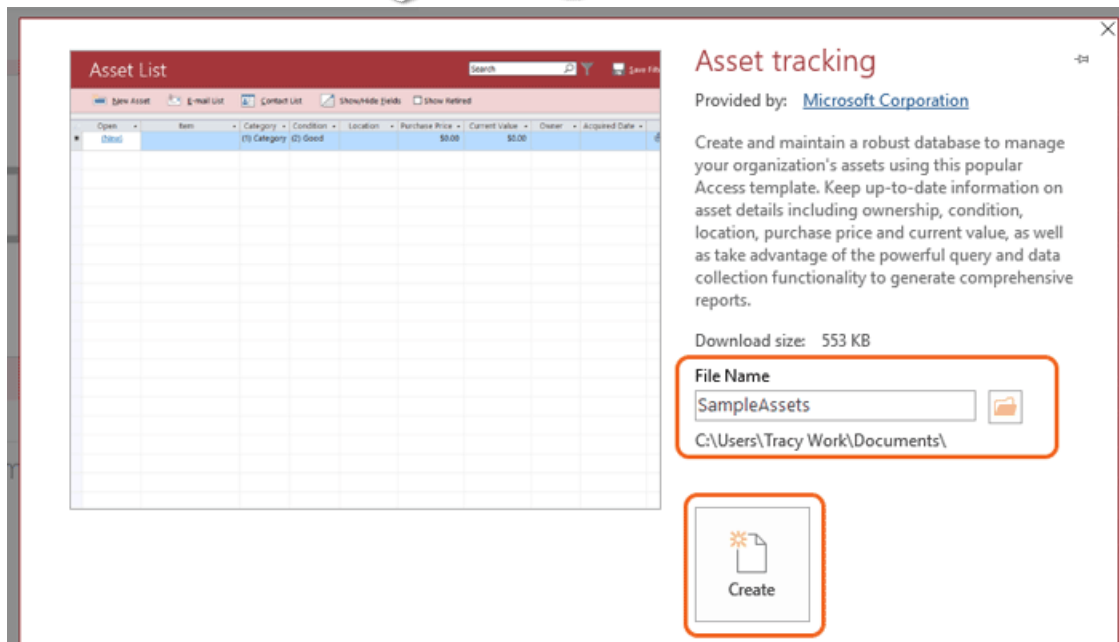 Asset List
Search
Save Filt
New Asset E-mail List Contact List Show/Hide Fields Show Retired
Open Item Category Condition Location Purchase Price Current Value Owner Acquired Date
(New) (1) Category (2) Good $0.00 $0.00
Asset tracking
Provided by: Microsoft Corporation
Create and maintain a robust database to manage
your organization's assets using this popular
Access template. Keep up-to-date information on
asset details including ownership, condition,
location, purchase price and current value, as well
as take advantage of the powerful query and data
collection functionality to generate comprehensive
reports.
Download size: 553 KB
File Name
SampleAssets
C:\Users\Tracy Work\Documents\
Create